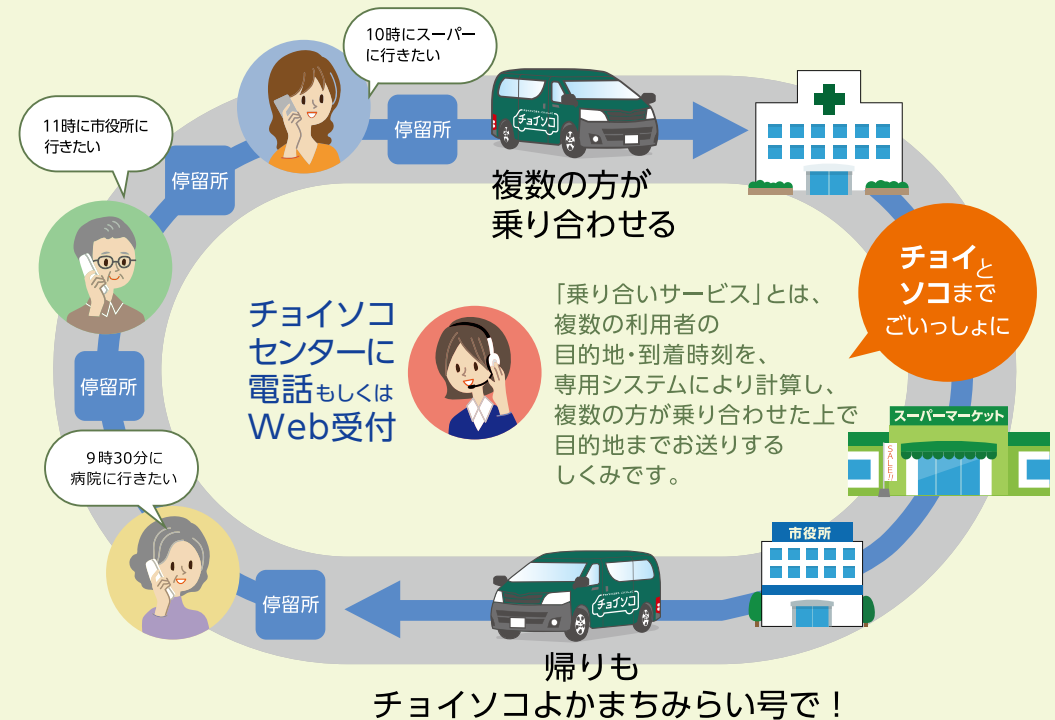 10時にスーパー
に行きたい
11時に市役所に
行きたい
停留所
停留所
チョイソコ
複数の方が
乗り合わせる
チョイと
ソコまで
ごいっしょに
チョイソコ
センターに
電話もしくは
Web受付
「乗り合いサービス」とは、
複数の利用者の
目的地・到着時刻を、
専用システムにより計算し、
複数の方が乗り合わせた上で
目的地までお送りする
しくみです。
停留所
スーパーマーケット
SALE!!
9時30分に
病院に行きたい
市役所
停留所
チョイソコ
帰りも
チョイソコよかまちみらい号で！